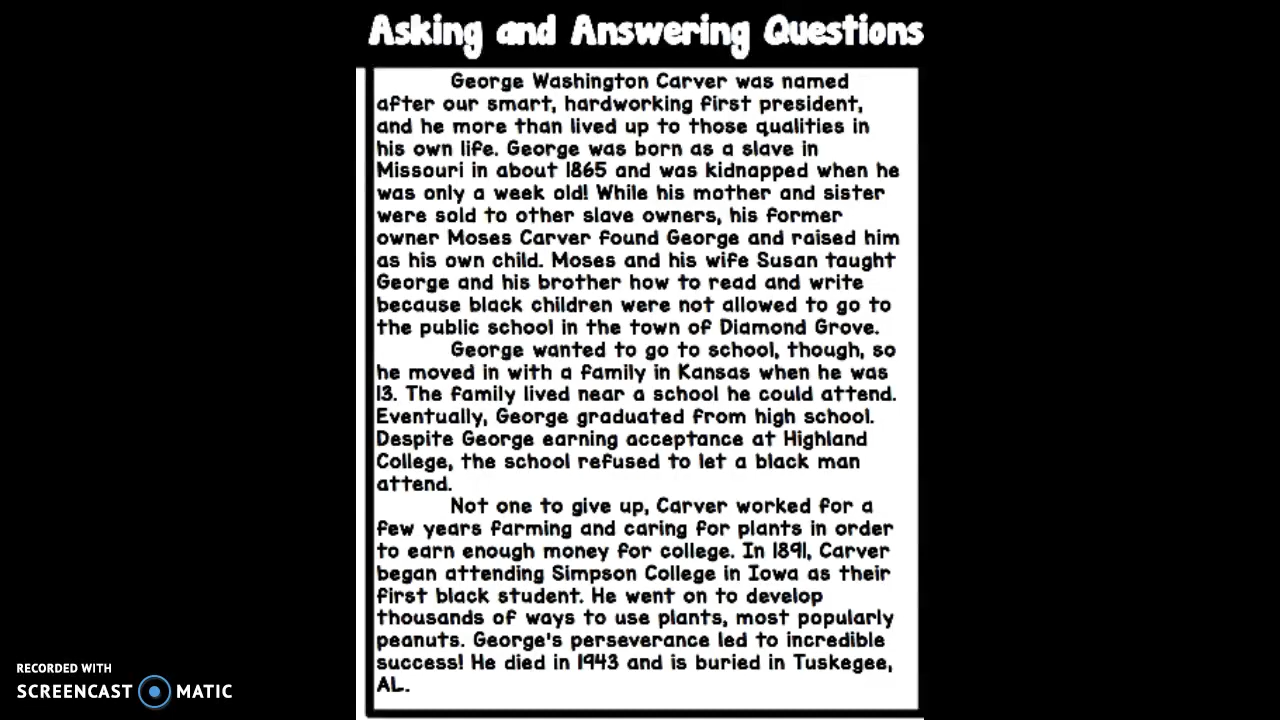 Asking and Answering Questions
George Washington Carver was named
after our smart, hardworking first president,
and he more than lived up to those qualities in
his own life. George was born as a slave in
Missouri in about 1865 and was kidnapped when he
was only a week old! While his mother and sister
were sold to other slave owners, his former
owner Moses Carver found George and raised him
as his own child. Moses and his wife Susan taught
George and his brother how to read and write
because black children were not allowed to go to
the public school in the town of Diamond Grove.
George wanted to go to school, though, so
he moved in with a family in Kansas when he was
13. The family lived near a school he could attend.
Eventually, George graduated from high school.
Despite George earning acceptance at Highland
College, the school refused to let a black man
attend.
Not one to give up, Carver worked for a
few years farming and caring for plants in order
to earn enough money for college. In 1891, Carver
began attending Simpson College in Iowa as their
first black student. He went on to develop
thousands of ways to use plants, most popularly
peanuts. George's perseverance led to incredible
success! He died in 1943 and is buried in Tuskegee,
AL.
RECORDED WITH
SCREENCAST MATIC